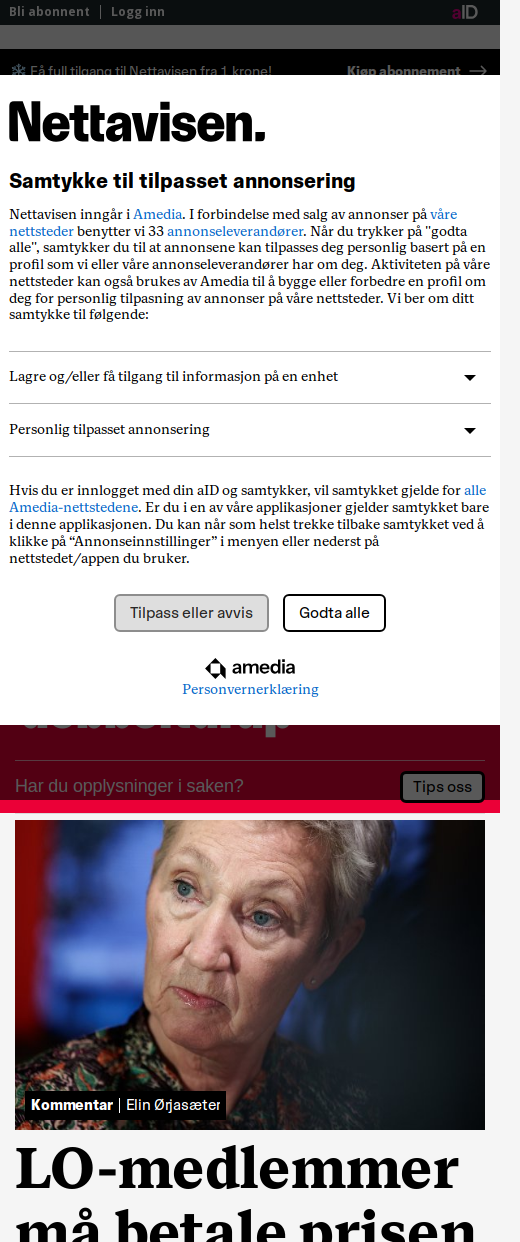 Bli abonnent | Logg inn aID
Få full tilgang til Nettavisen fra 1 krone! Kjøp abonnement
Nettavisen.
Samtykke til tilpasset annonsering
Nettavisen inngår i Amedia. I forbindelse med salg av annonser på våre
nettsteder benytter vi 33 annonseleverandører. Når du trykker på "godta
alle", samtykker du til at annonsene kan tilpasses deg personlig basert på en
profil som vi eller våre annonseleverandører har om deg. Aktiviteten på våre
nettsteder kan også brukes av Amedia til å bygge eller forbedre en profil om
deg for personlig tilpasning av annonser på våre nettsteder. Vi ber om ditt
samtykke til følgende:
Lagre og/eller få tilgang til informasjon på en enhet
Personlig tilpasset annonsering
Hvis du er innlogget med din aID og samtykker, vil samtykket gjelde for alle
Amedia-nettstedene. Er du i en av våre applikasjoner gjelder samtykket bare
i denne applikasjonen. Du kan når som helst trekke tilbake samtykket ved å
klikke på “Annonseinnstillinger” i menyen eller nederst på
nettstedet/appen du bruker.
Tilpass eller avvis Godta alle
amedia
Personvernerklæring
Har du opplysninger i saken? Tips oss
Kommentar | Elin Ørjasæter
LO-medlemmer
må betale prisen